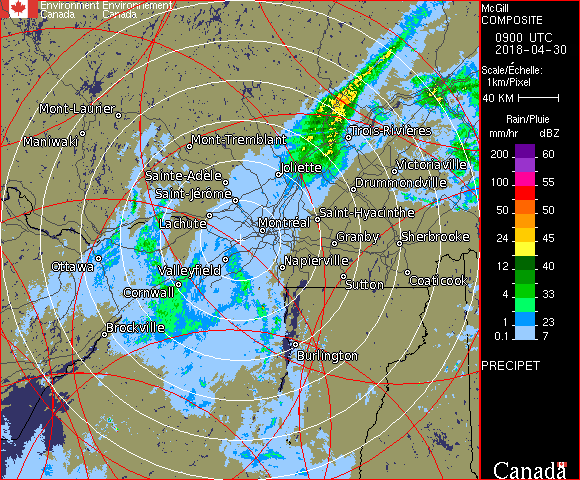 Environment Environnement
Canada Canada
McGill
COMPOSITE
0900 UTC
2018-04-30
Scale/Échelle:
1km/Pixel
40 KM
Rain/Pluie
mm/hr dBZ
200 60
100 55
50 50
24 45
12 40
4 33
1 23
0.1 7
PRECIPET
Canada
Mont-Laurier
Maniwaki
Mont-Tremblant
Trois-Rivières
Joliette
Victoriaville
Sainte-Adèle
Drummondville
Saint-Jérôme
Saint-Hyacinthe
Lachute
Montréal
Granby
Sherbrooke
Ottawa
Valleyfield
Napierville
Cornwall
Sutton
Coaticook
Brockville
Burlington